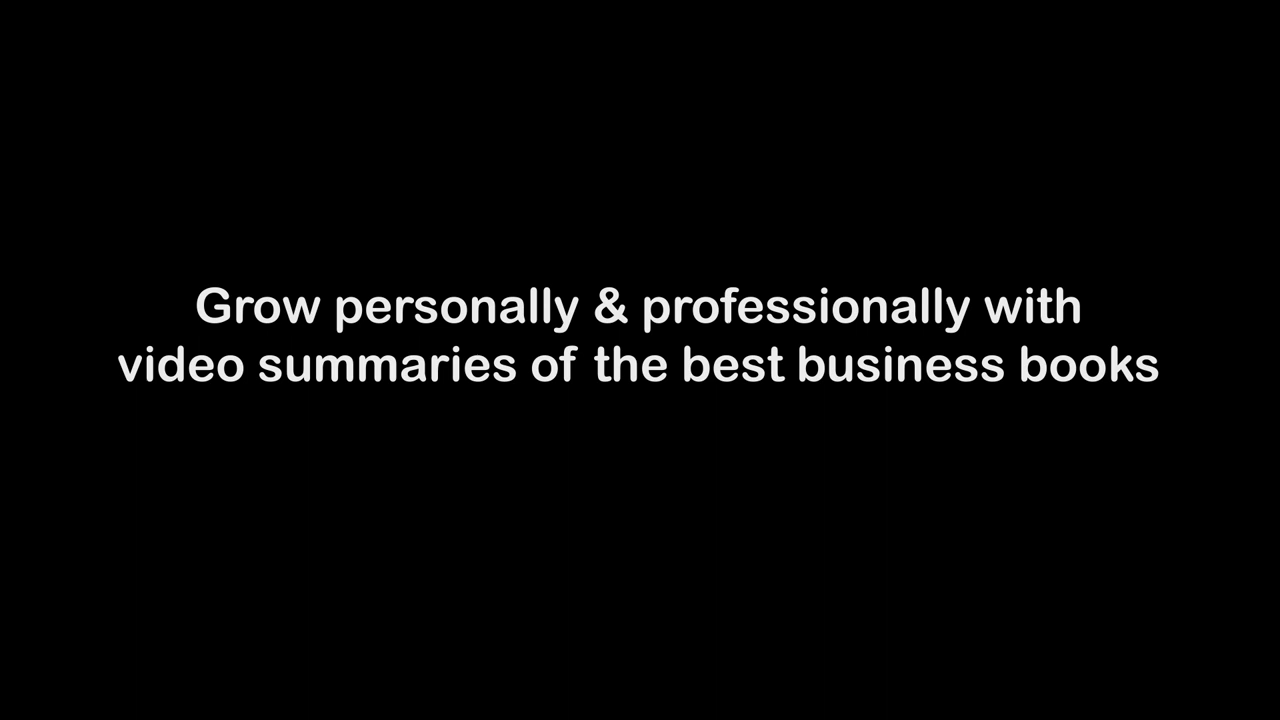 Grow personally & professionally with
video summaries of the best business books